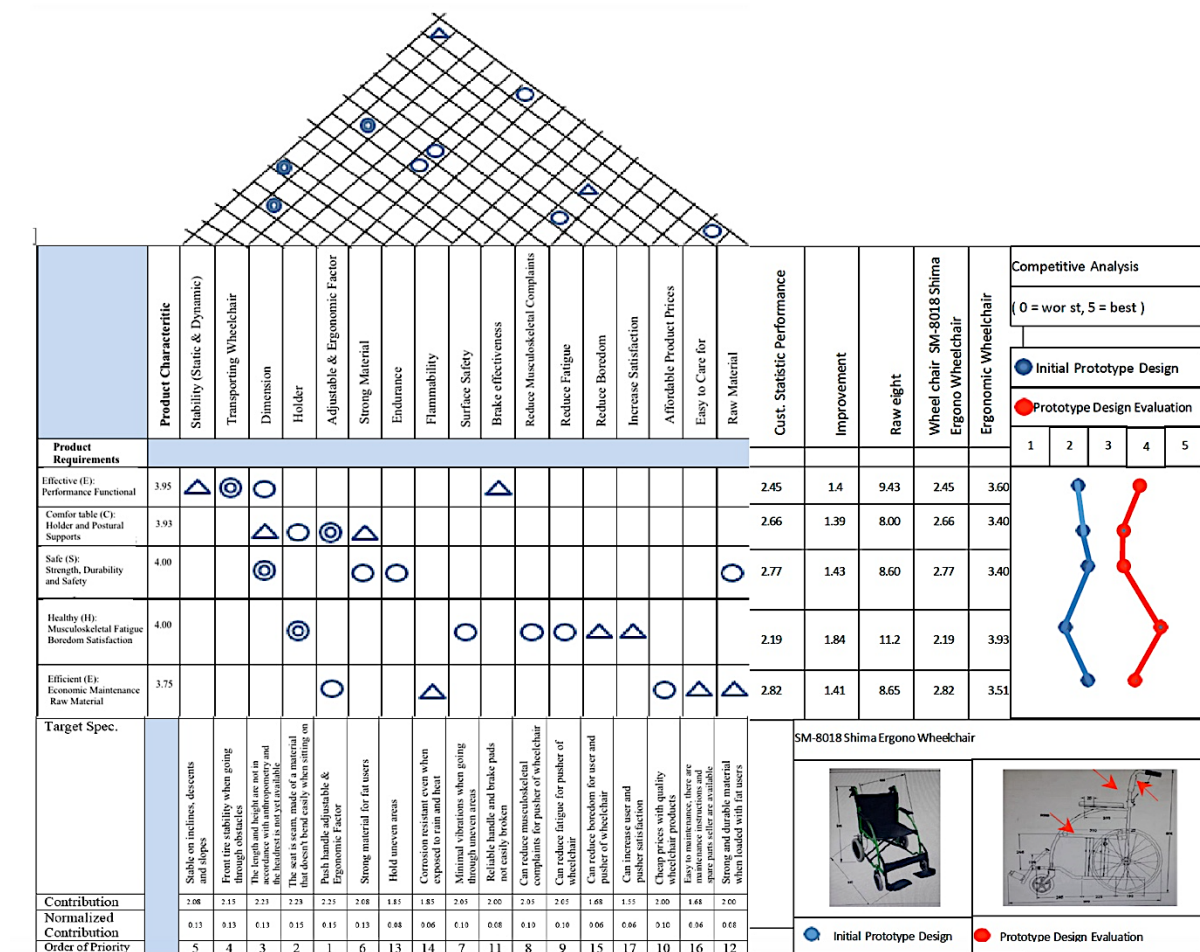 Product Characteritic
Stability (Static & Dynamic)
Transporting Wheelchair
Dimension
Holder
Adjustable & Ergonomic Factor
Strong Material
Endurance
Flammability
Surface Safety
Brake effectiveness
Reduce Musculoskeletal Complaints
Reduce Fatigue
Reduce Boredom
Increase Satisfaction
Affordable Product Prices
Easy to Care for
Raw Material
Cust. Statistic Performance
Improvement
Raw eight
Wheel chair SM-8018 Shima
Ergono Wheelchair
Ergonomic Wheelchair
Competitive Analysis
( 0 = wor st, 5 = best )
Initial Prototype Design
Prototype Design Evaluation
1 2 3 4 5
Product
Requirements
Effective (E):
Performance Functional
3.95
2.45 1.4 9.43 2.45 3.60
Comfor table (C):
Holder and Postural
Supports
3.93
2.66 1.39 8.00 2.66 3.40
Safe (S):
Strength, Durability
and Safety
4.00
2.77 1.43 8.60 2.77 3.40
Healthy (H):
Musculoskeletal Fatigue
Boredom Satisfaction
4.00
2.19 1.84 11.2 2.19 3.93
Efficient (E):
Economic Maintenance
Raw Material
3.75
2.82 1.41 8.65 2.82 3.51
Target Spec.
Stable on inclines, descents
and slopes
Front tire stability when going
through obstacles
The length and height are not in
accordance with anthropometry and
the headrest is not yet available
The seat is seam, made of a material
that doesn't bend easily when sitting on
Push handle adjustable &
Ergonomic Factor
Strong material for fat users
Hold uneven areas
Corrosion resistant even when
exposed to rain and heat
Minimal vibrations when going
through uneven areas
Reliable handle and brake pads
not easily broken
Can reduce musculoskeletal
complaints for pusher of wheelchair
Can reduce fatigue for pusher of
wheelchair
Can reduce boredom for user and
pusher of wheelchair
Can increase user and
pusher satisfaction
Cheap prices with quality
wheelchair products
Easy to maintenance, there are
maintenance instructions and
spare parts seller are available
Strong and durable material
when loaded with fat users
SM-8018 Shima Ergono Wheelchair
Contribution 2.08 2.15 2.23 2.23 2.25 2.08 1.85 1.85 2.05 2.00 2.05 2.05 1.68 1.55 2.00 1.68 2.00
Normalized
Contribution
0.13 0.13 0.13 0.15 0.15 0.13 0.08 0.06 0.10 0.10 0.08 0.10 0.06 0.06 0.10 0.06 0.08
Order of Priority 5 4 3 2 1 6 13 14 7 11 8 9 15 17 10 16 12
Initial Prototype Design
Prototype Design Evaluation